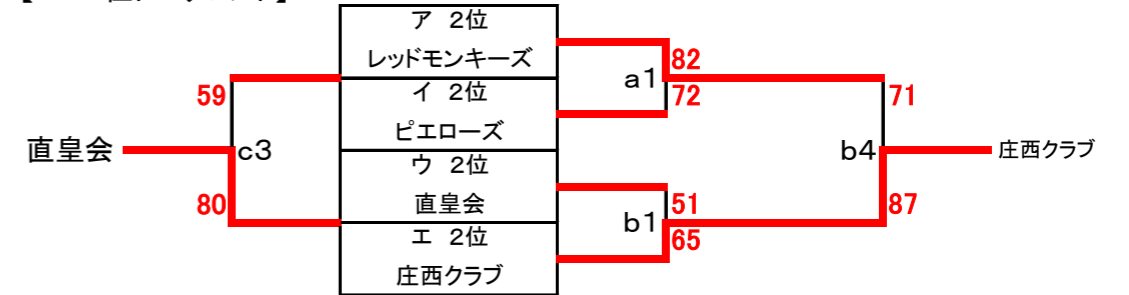 ア 2位
レッドモンキーズ
イ 2位
ピエローズ
ウ 2位
直皇会
エ 2位
庄西クラブ
a1
82
72
b1
51
65
b4
71
87
庄西クラブ
c3
59
80
直皇会